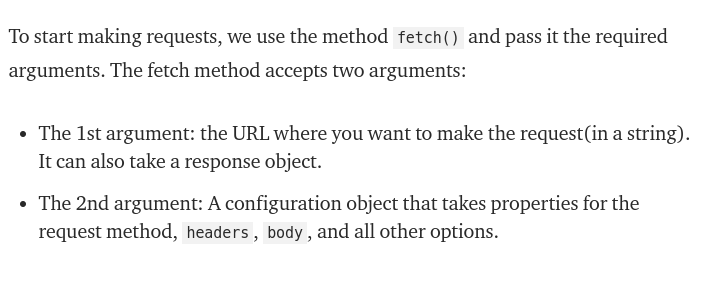 To start making requests, we use the method fetch() and pass it the required
arguments. The fetch method accepts two arguments:
• The 1st argument: the URL where you want to make the request(in a string).
It can also take a response object.
• The 2nd argument: A configuration object that takes properties for the
request method, headers, body, and all other options.